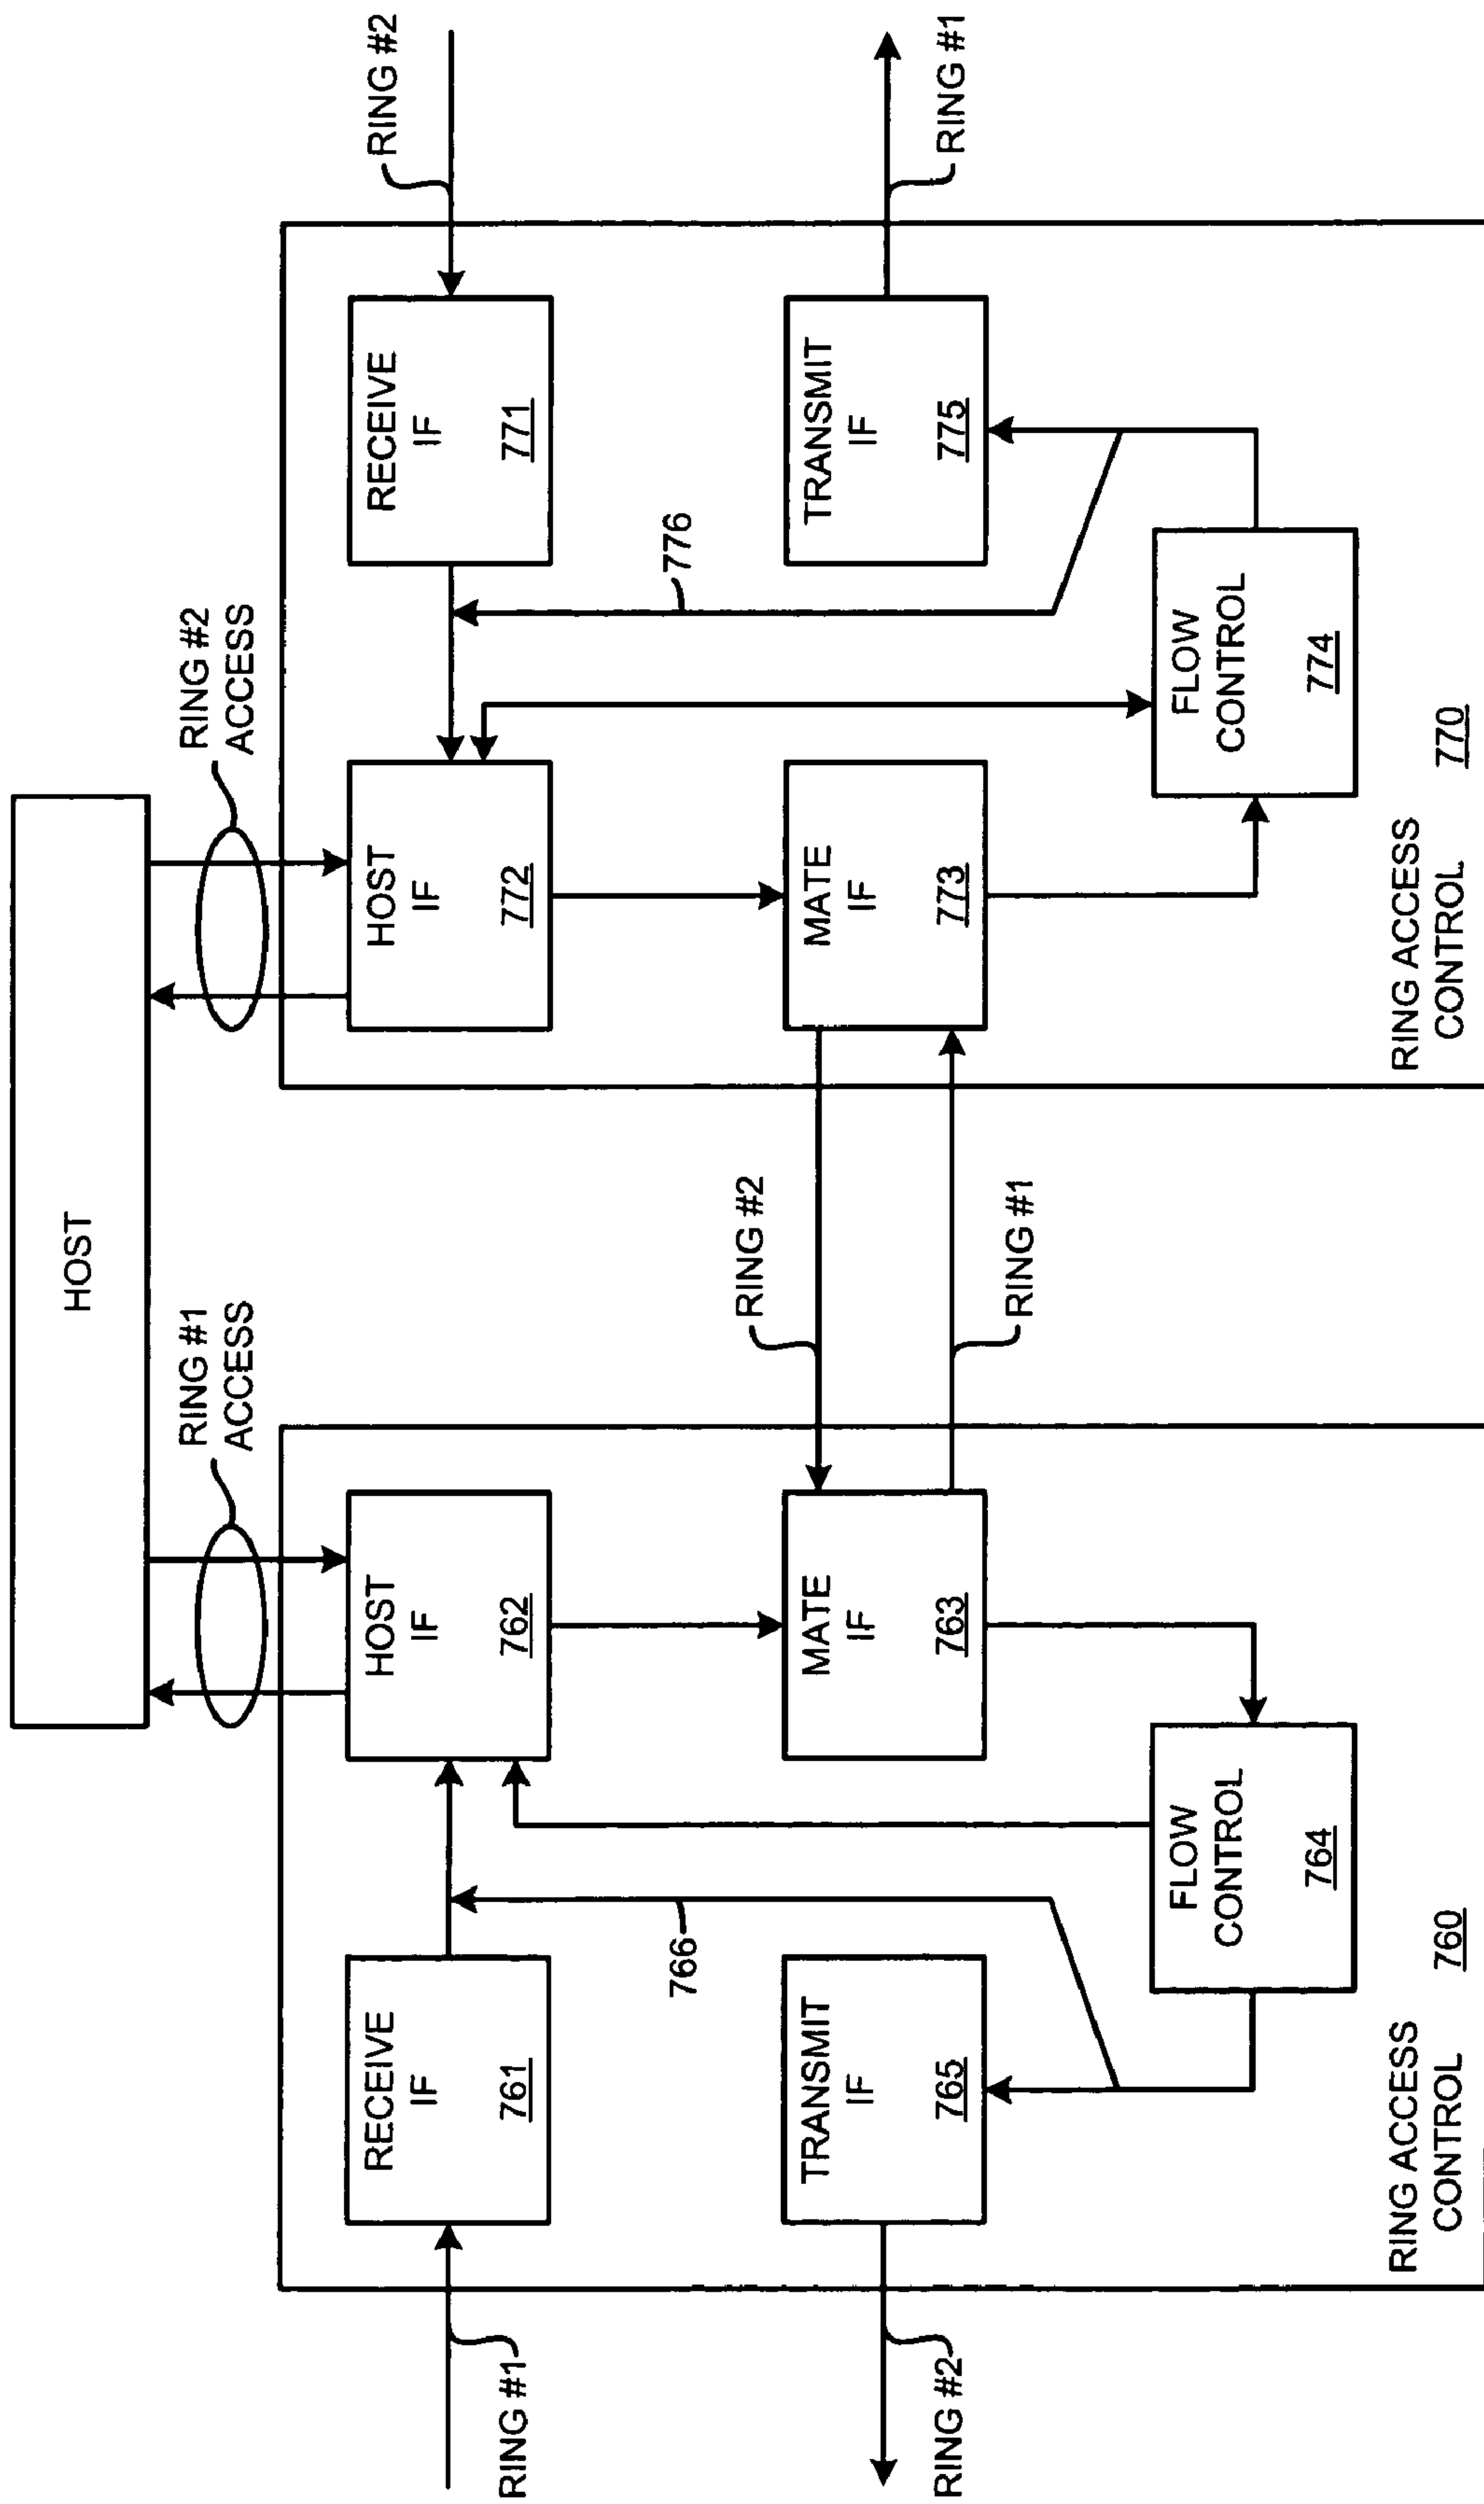 HOST
RING #1
ACCESS
RING #2
ACCESS
RING #1
RECEIVE
IF
761
HOST
IF
762
HOST
IF
772
RECEIVE
IF
771
RING #2
766
776
RING #2
TRANSMIT
IF
765
MATE
IF
763
RING #2
RING #1
MATE
IF
773
TRANSMIT
IF
775
RING #1
FLOW
CONTROL
764
FLOW
CONTROL
774
RING ACCESS
CONTROL
760
RING ACCESS
CONTROL
770